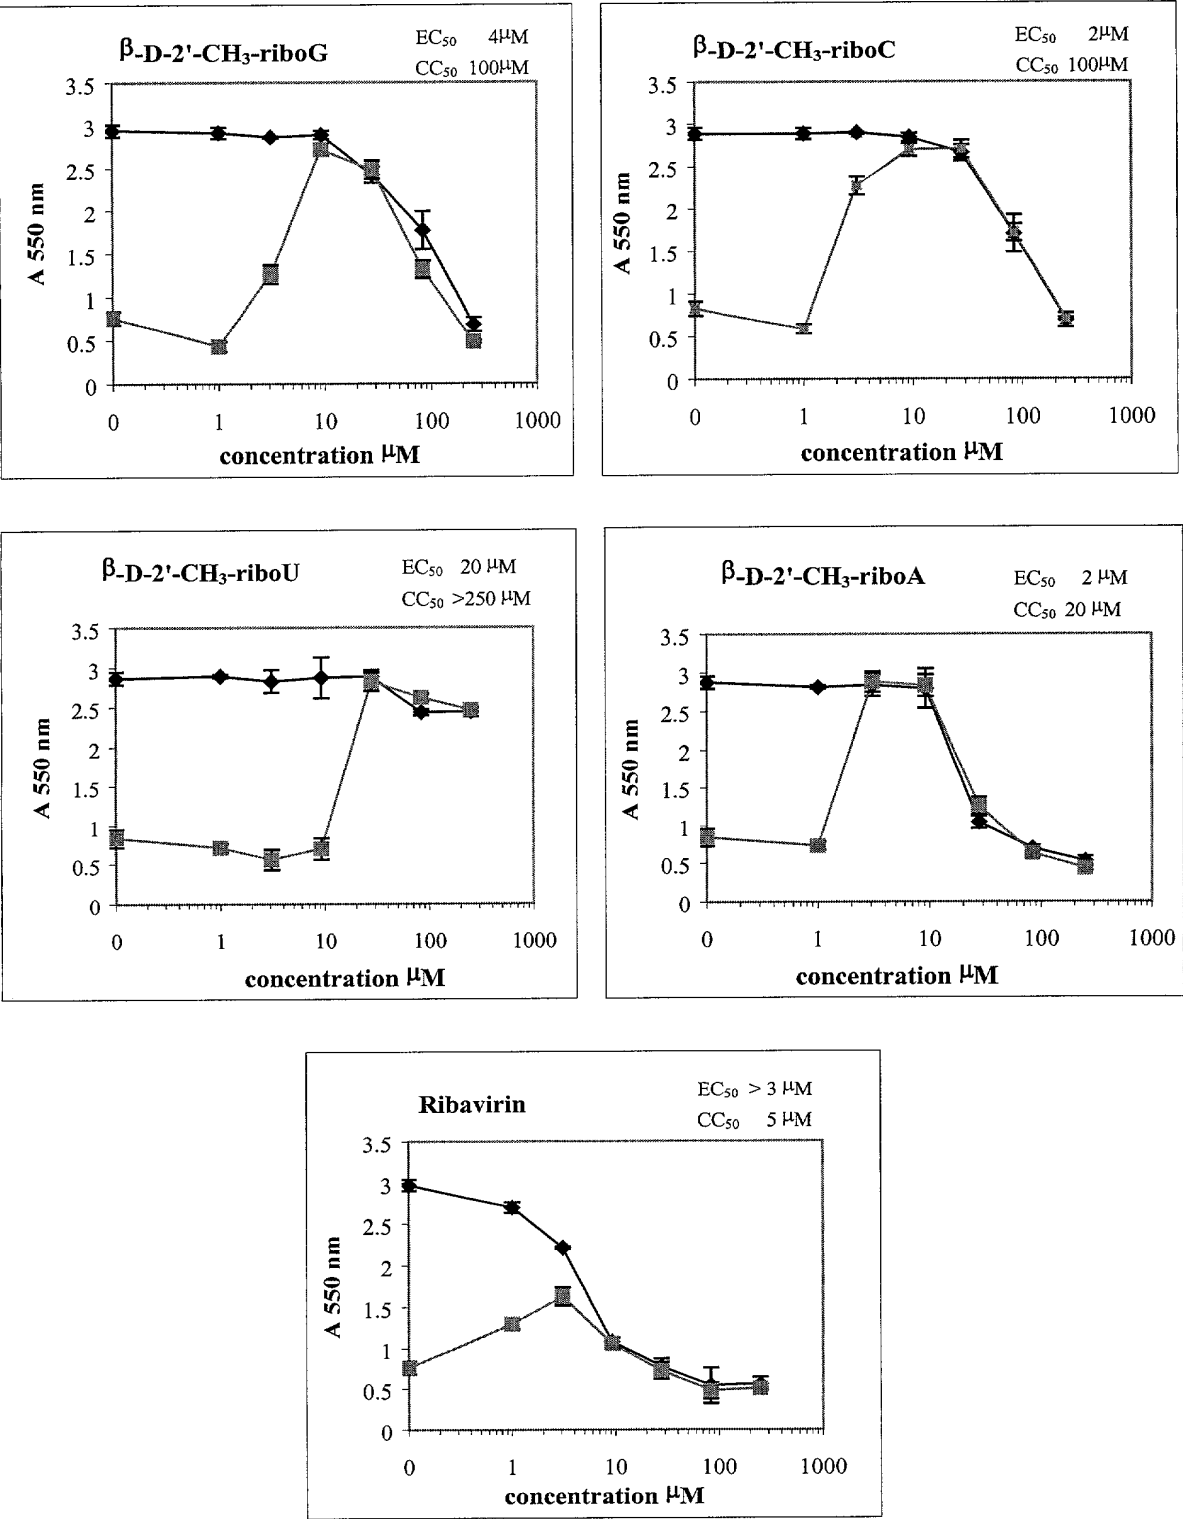 β-D-2'-CH₃-riboG
EC₅₀ 4μM
CC₅₀ 100μM
3.5
3
2.5
2
1.5
1
0.5
0
A 550 nm
0 1 10 100 1000
concentration μM
β-D-2'-CH₃-riboC
EC₅₀ 2μM
CC₅₀ 100μM
3.5
3
2.5
2
1.5
1
0.5
0
A 550 nm
0 1 10 100 1000
concentration μM
β-D-2'-CH₃-riboU
EC₅₀ 20 μM
CC₅₀ >250 μM
3.5
3
2.5
2
1.5
1
0.5
0
A 550 nm
0 1 10 100 1000
concentration μM
β-D-2'-CH₃-riboA
EC₅₀ 2 μM
CC₅₀ 20 μM
3.5
3
2.5
2
1.5
1
0.5
0
A 550 nm
0 1 10 100 1000
concentration μM
Ribavirin
EC₅₀ > 3 μM
CC₅₀ 5 μM
3.5
3
2.5
2
1.5
1
0.5
0
A 550 nm
0 1 10 100 1000
concentration μM